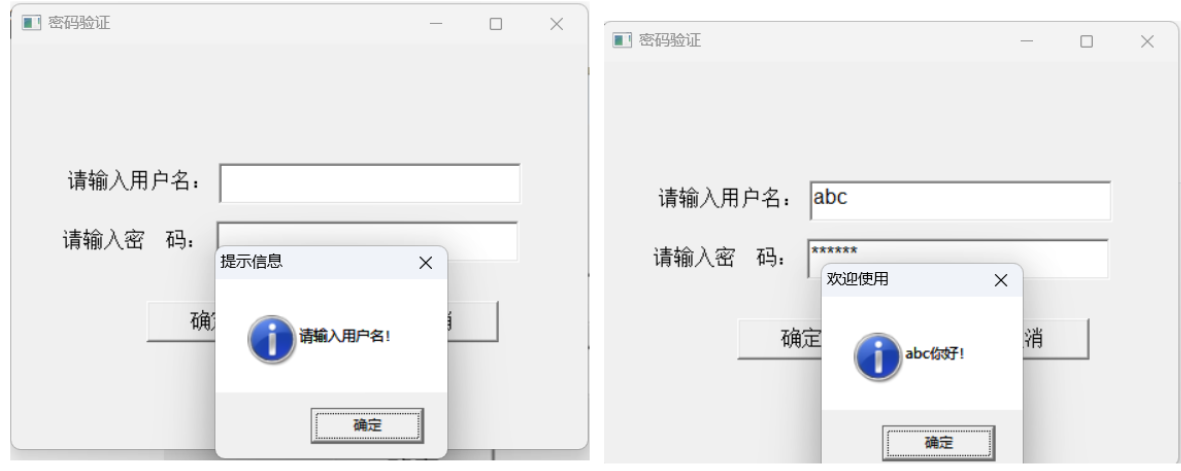 密码验证
请输入用户名：
请输入密 码：
提示信息
请输入用户名!
确定
密码验证
请输入用户名： abc
请输入密 码： ******
欢迎使用
确定
消
abc你好!
确定